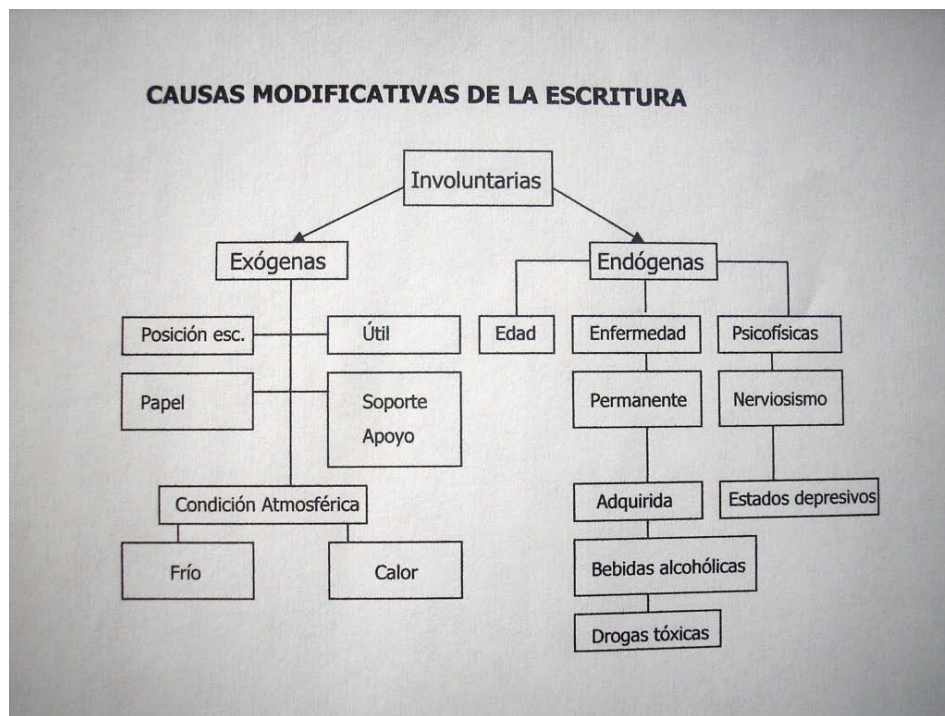 CAUSAS MODIFICATIVAS DE LA ESCRITURA
Involuntarias
Exógenas
Endógenas
Posición esc.
Útil
Edad
Enfermedad
Psicofísicas
Papel
Soporte
Apoyo
Permanente
Nerviosismo
Condición Atmosférica
Adquirida
Estados depresivos
Frío
Calor
Bebidas alcohólicas
Drogas tóxicas